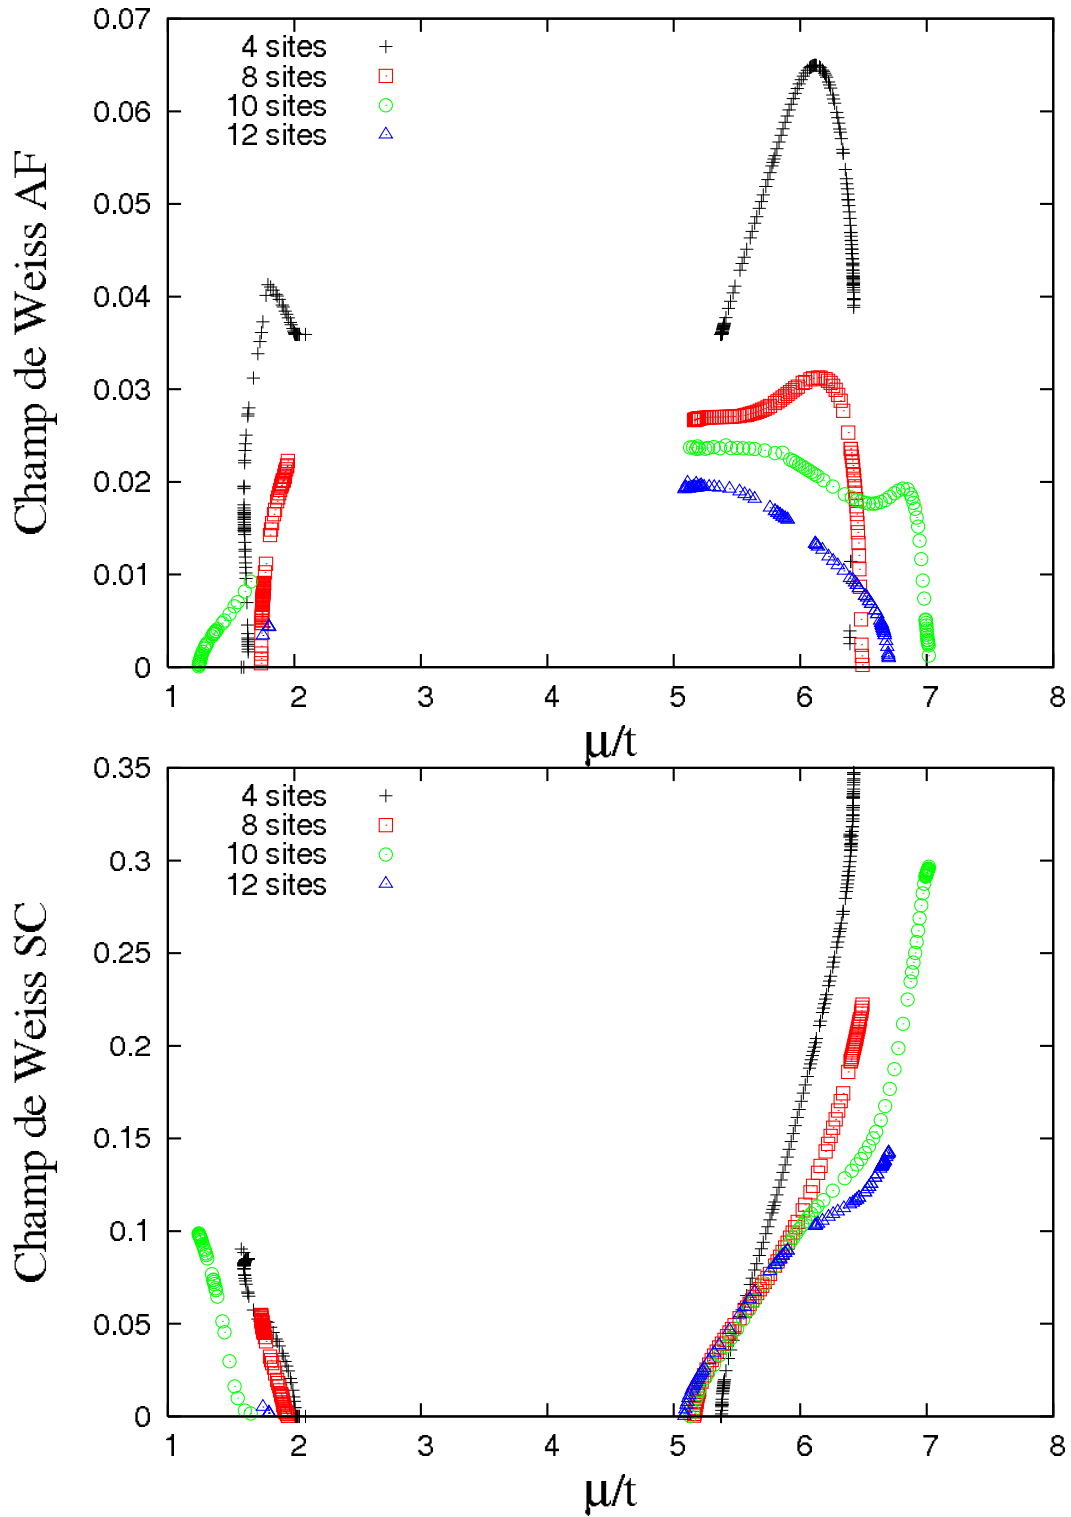 0.07
0.06
0.05
0.04
0.03
0.02
0.01
0
4 sites
8 sites
10 sites
12 sites
Champ de Weiss AF
1 2 3 4 5 6 7 8
μ/t
0.35
0.3
0.25
0.2
0.15
0.1
0.05
0
4 sites
8 sites
10 sites
12 sites
Champ de Weiss SC
1 2 3 4 5 6 7 8
μ/t